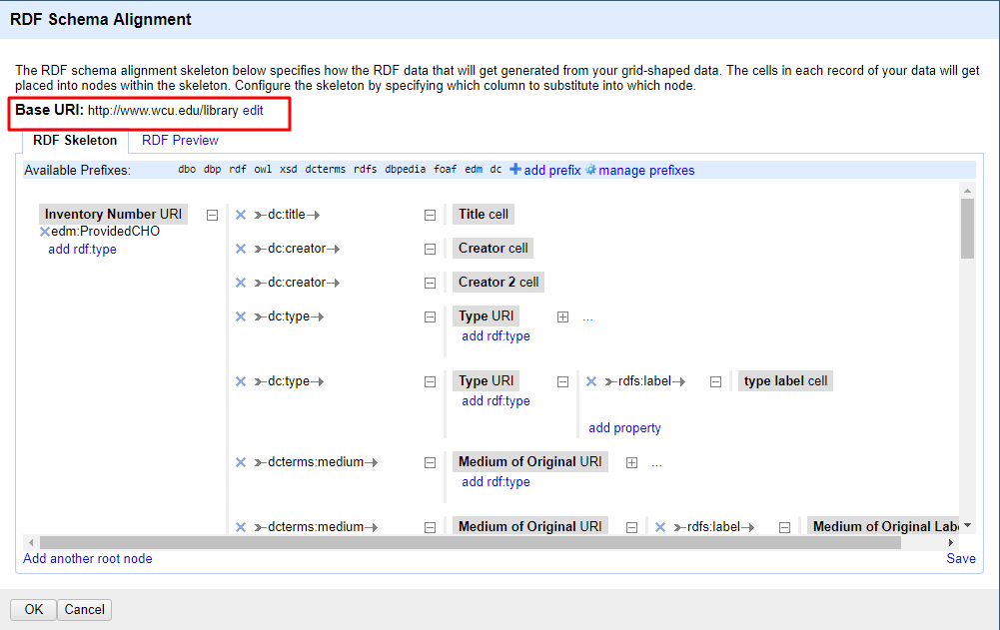 RDF Schema Alignment
The RDF schema alignment skeleton below specifies how the RDF data that will get generated from your grid-shaped data. The cells in each record of your data will get
placed into nodes within the skeleton. Configure the skeleton by specifying which column to substitute into which node.
Base URI: http://www.wcu.edu/library edit
RDF Skeleton RDF Preview
Available Prefixes: dbo dbp rdf owl xsd dcterms rdfs dbpedia foaf edm dc add prefix manage prefixes
Inventory Number URI dc:title Title cell
edm:ProvidedCHO
add rdf:type
dc:creator Creator cell
dc:creator Creator 2 cell
dc:type Type URI ...
add rdf:type
dc:type Type URI rdfs:label type label cell
add rdf:type
add property
dcterms:medium Medium of Original URI ...
add rdf:type
dcterms:medium Medium of Original URI rdfs:label Medium of Original
Add another root node Save
OK Cancel